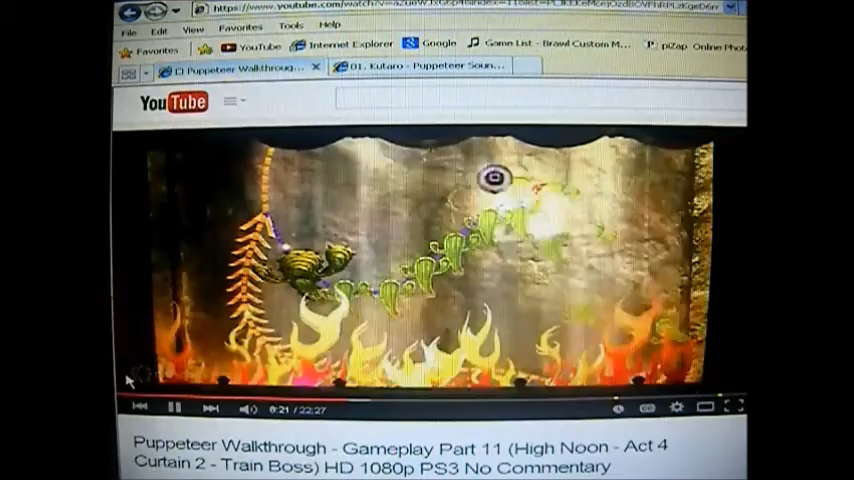 File Edit View Favorites Tools Help
Favorites YouTube Internet Explorer Google Game List - Brawl Custom M... piZap Online Phot
Puppeteer Walkthroug... 01. Kutaro - Puppeteer Soun...
YouTube
8:21 / 22:27
Puppeteer Walkthrough - Gameplay Part 11 (High Noon - Act 4
Curtain 2 - Train Boss) HD 1080p PS3 No Commentary